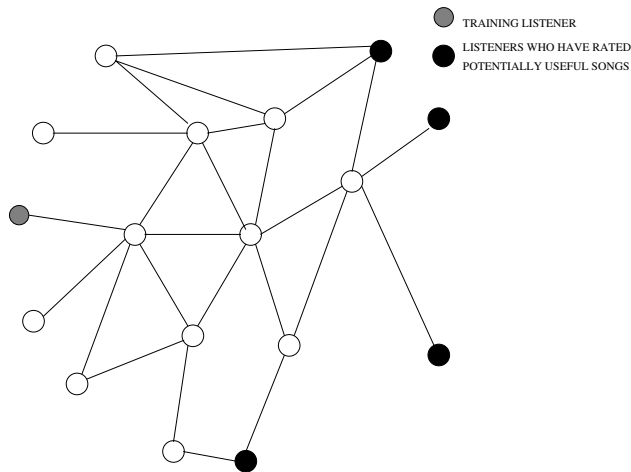 TRAINING LISTENER
LISTENERS WHO HAVE RATED
POTENTIALLY USEFUL SONGS